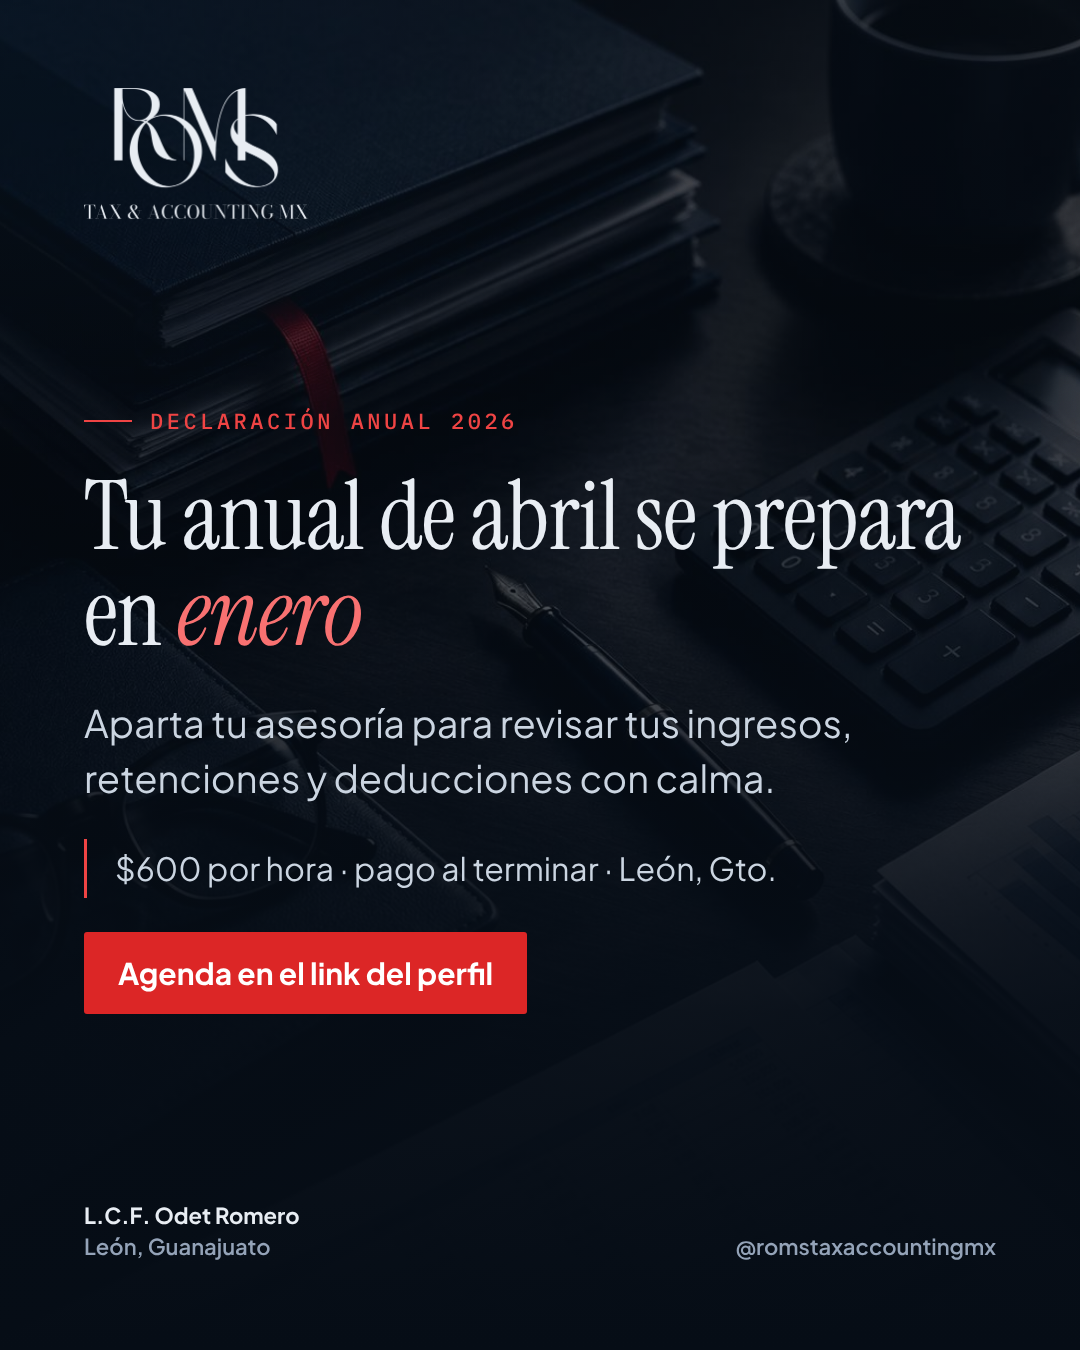 ROMS
TAX & ACCOUNTING MX
DECLARACIÓN ANUAL 2026
Tu anual de abril se prepara
en enero
Aparta tu asesoría para revisar tus ingresos,
retenciones y deducciones con calma.
$600 por hora · pago al terminar · León, Gto.
Agenda en el link del perfil
L.C.F. Odet Romero
León, Guanajuato
@romstaxaccountingmx